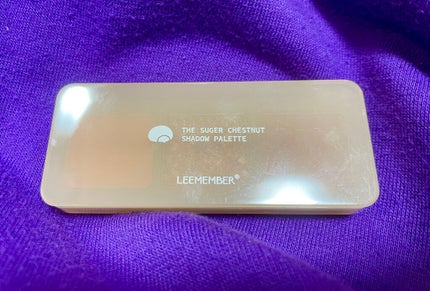 THE SUGER CHESTNUT
SHADOW PALETTE
LEEMEMBER®